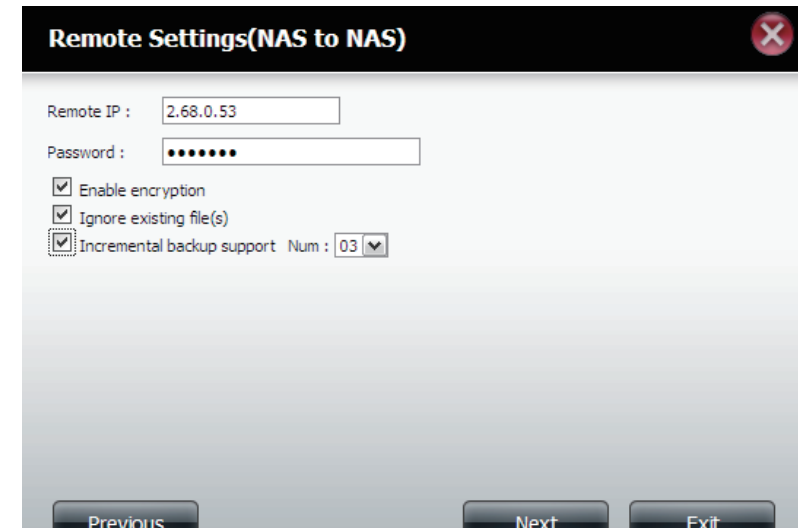 Remote Settings(NAS to NAS)
Remote IP : 2.68.0.53
Password : •••••••
Enable encryption
Ignore existing file(s)
Incremental backup support Num : 03
Previous Next Exit